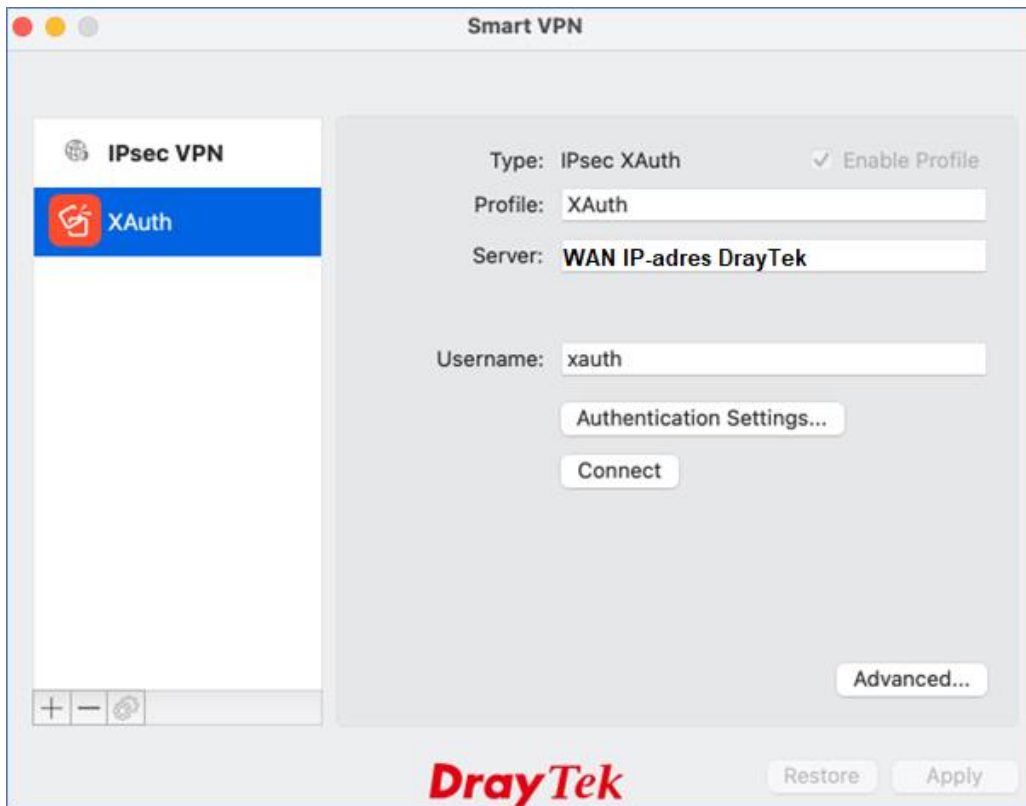 Smart VPN
IPsec VPN
XAuth
Type: IPsec XAuth
Enable Profile
Profile: XAuth
Server: WAN IP-adres DrayTek
Username: xauth
Authentication Settings...
Connect
Advanced...
DrayTek
Restore
Apply